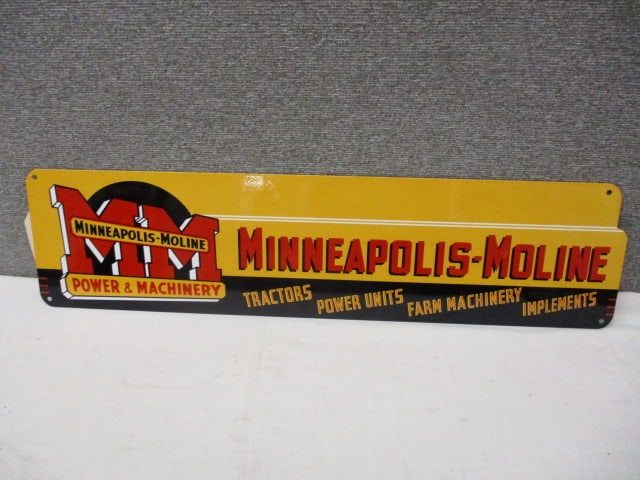 MM
MINNEAPOLIS-MOLINE
POWER & MACHINERY
MINNEAPOLIS-MOLINE
TRACTORS POWER UNITS FARM MACHINERY IMPLEMENTS